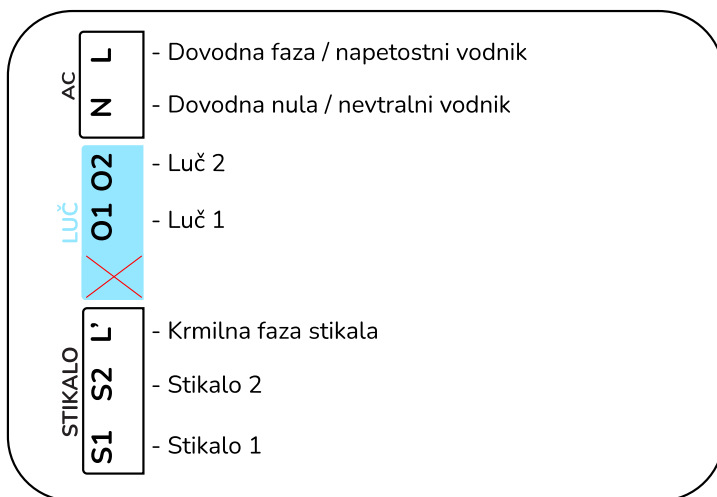 AC
L - Dovodna faza / napetostni vodnik
N - Dovodna nula / nevtralni vodnik
LUČ
O2 - Luč 2
O1 - Luč 1
STIKALO
L’ - Krmilna faza stikala
S2 - Stikalo 2
S1 - Stikalo 1